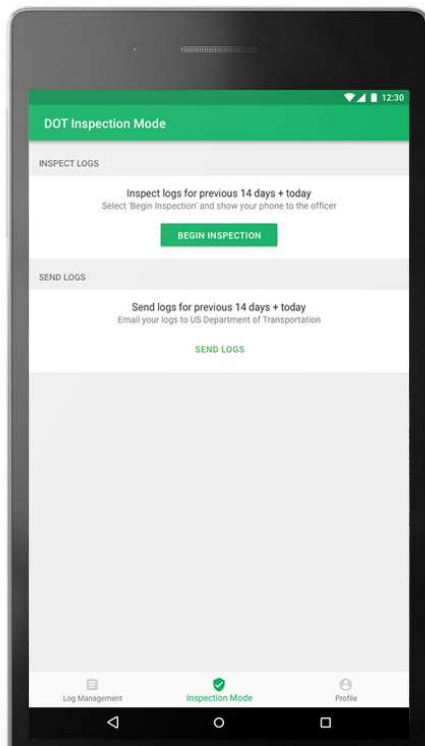 12:30
DOT Inspection Mode
INSPECT LOGS
Inspect logs for previous 14 days + today
Select 'Begin Inspection' and show your phone to the officer
BEGIN INSPECTION
SEND LOGS
Send logs for previous 14 days + today
Email your logs to US Department of Transportation
SEND LOGS
Log Management Inspection Mode Profile